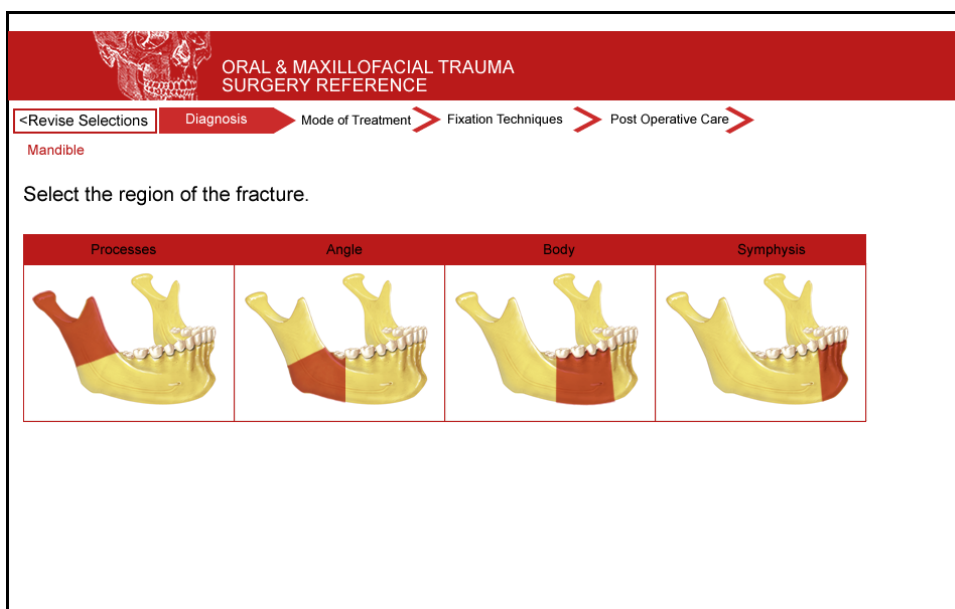 ORAL & MAXILLOFACIAL TRAUMA
SURGERY REFERENCE
<Revise Selections Diagnosis Mode of Treatment Fixation Techniques Post Operative Care
Mandible
Select the region of the fracture.
Processes Angle Body Symphysis